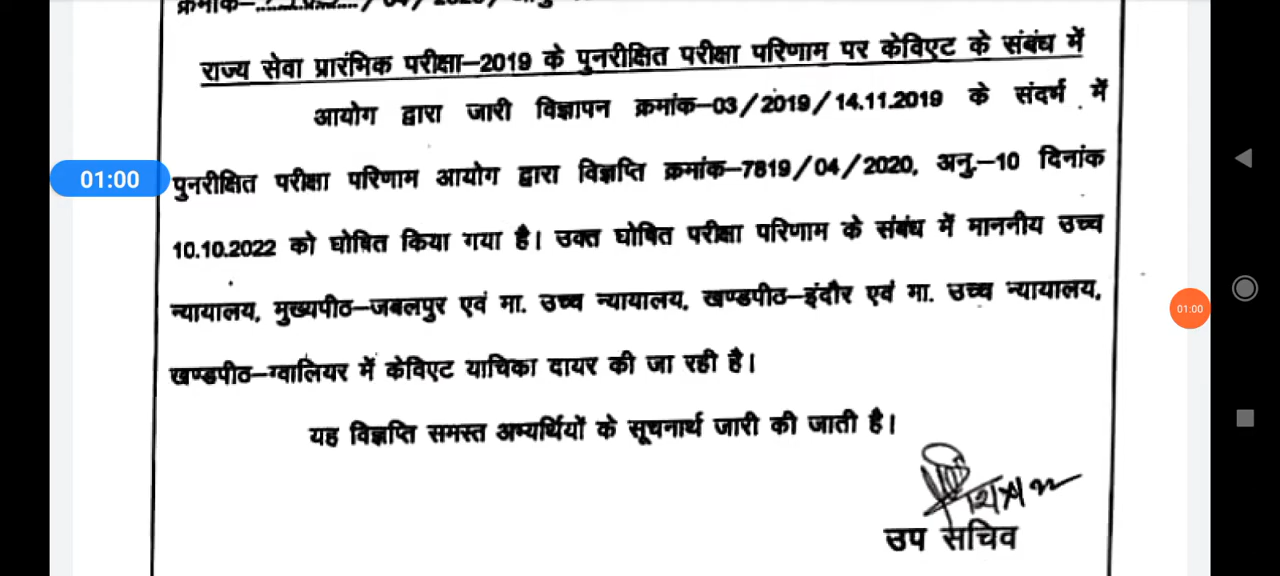 राज्य सेवा प्रारंभिक परीक्षा-2019 के पुनरीक्षित परीक्षा परिणाम पर केविएट के संबंध में
आयोग द्वारा जारी विज्ञापन क्रमांक-03/2019/14.11.2019 के संदर्भ में
पुनरीक्षित परीक्षा परिणाम आयोग द्वारा विज्ञप्ति क्रमांक-7819/04/2020, अनु.-10 दिनांक
01:00
10.10.2022 को घोषित किया गया है। उक्त घोषित परीक्षा परिणाम के संबंध में माननीय उच्च
न्यायालय, मुख्यपीठ-जबलपुर एवं मा. उच्च न्यायालय, खण्डपीठ-इंदौर एवं मा. उच्च न्यायालय,
01:00
खण्डपीठ-ग्वालियर में केविएट याचिका दायर की जा रही है।
यह विज्ञप्ति समस्त अभ्यर्थियों के सूचनार्थ जारी की जाती है।
उप सचिव